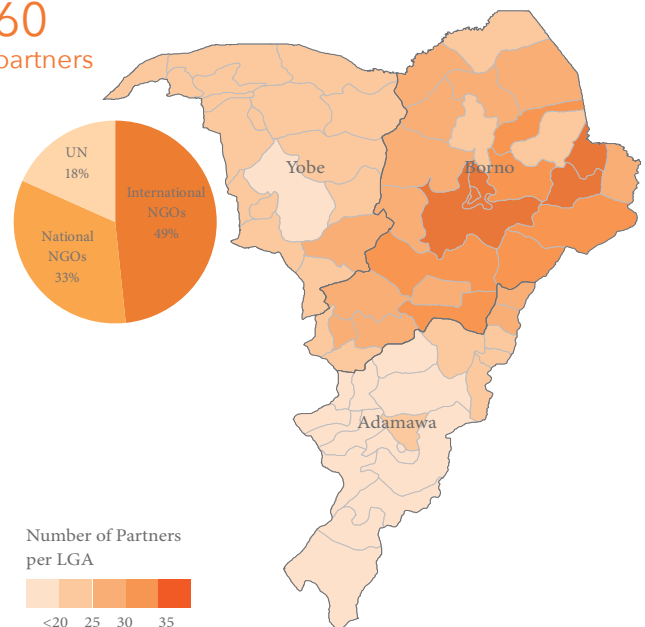 60
partners
UN
18%
International
NGOs
49%
National
NGOs
33%
Yobe
Borno
Adamawa
Number of Partners
per LGA
<20 25 30 35